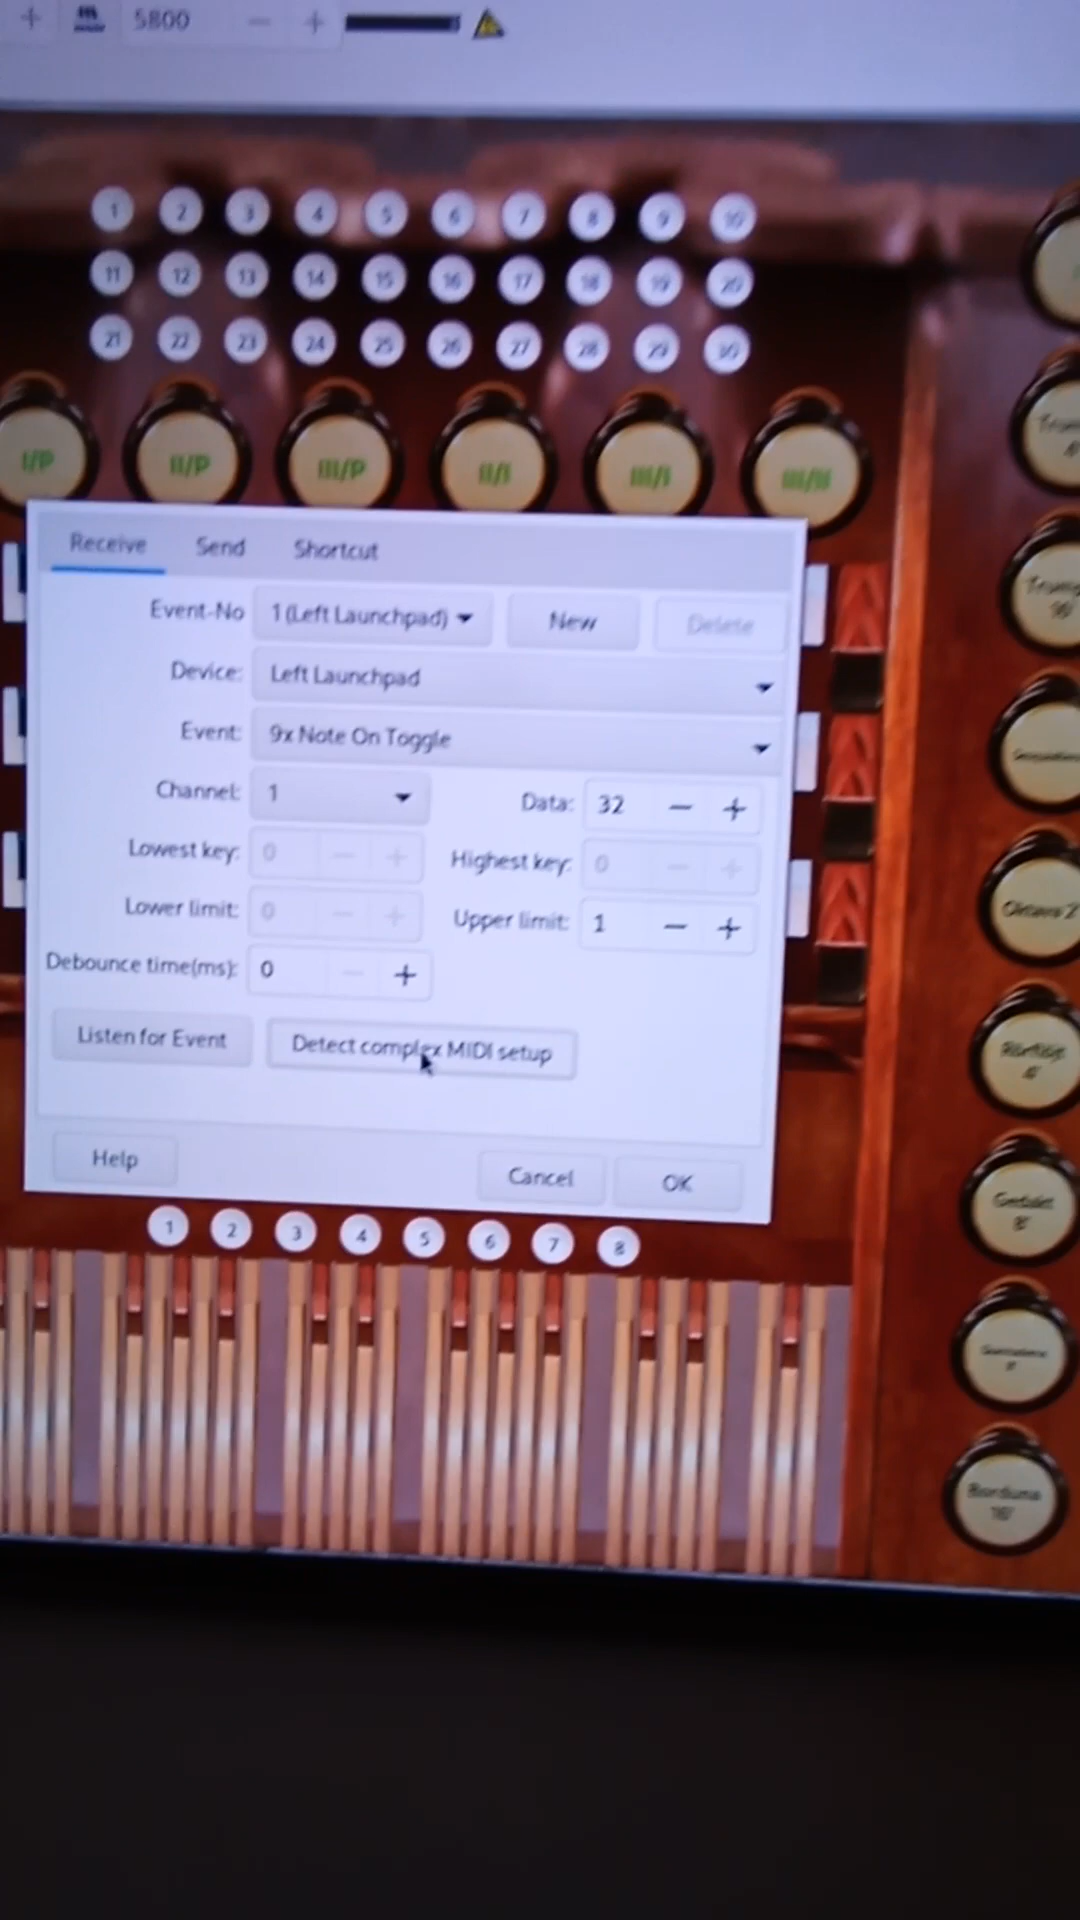 5800
1 2 3 4 5 6 7 8 9 10
11 12 13 14 15 16 17 18 19 20
21 22 23 24 25 26 27 28 29 30
I/P II/P III/P II/I III/I III/II
Receive Send Shortcut
Event-No 1 (Left Launchpad) New Delete
Device: Left Launchpad
Event: 9x Note On Toggle
Channel: 1 Data: 32
Lowest key: 0 Highest key: 0
Lower limit: 0 Upper limit: 1
Debounce time(ms): 0
Listen for Event Detect complex MIDI setup
Help Cancel OK
1 2 3 4 5 6 7 8
Oktave 2'
Gedakt
8'
16'